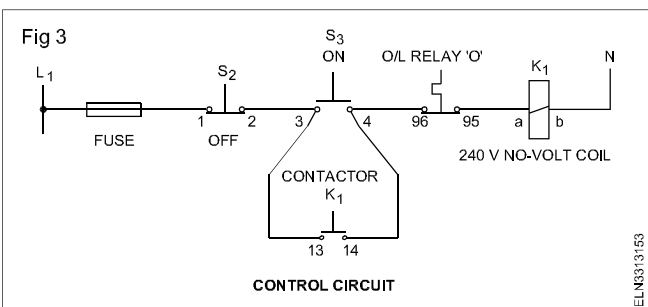 Fig 3
S3
ON
O/L RELAY 'O'
K1
N
L1
S2
1 2 3 4 96 95 a b
FUSE
OFF
240 V NO-VOLT COIL
CONTACTOR
K1
13 14
CONTROL CIRCUIT
ELN3313153